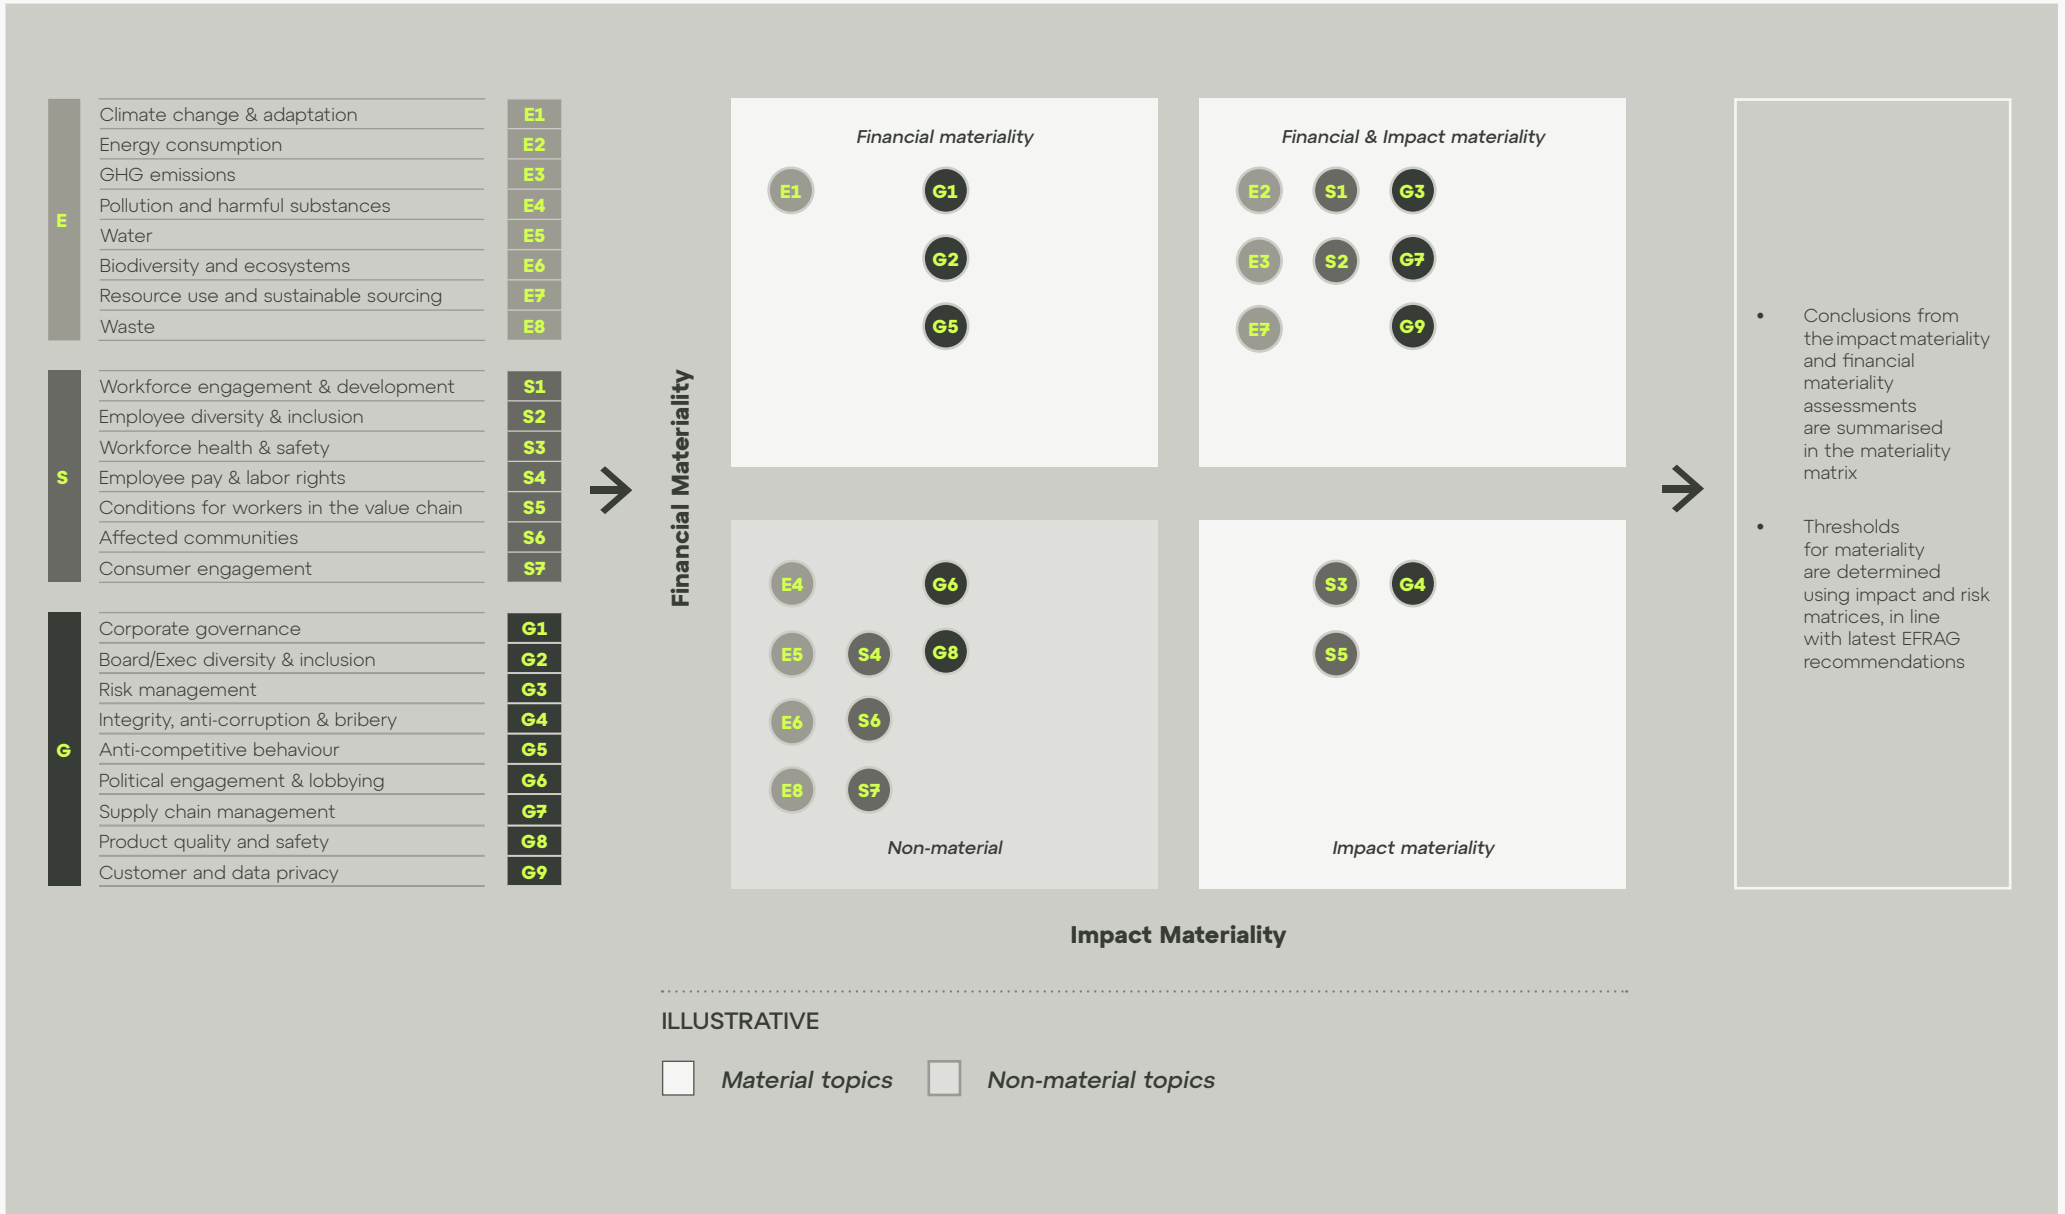 E
Climate change & adaptation E1
Energy consumption E2
GHG emissions E3
Pollution and harmful substances E4
Water E5
Biodiversity and ecosystems E6
Resource use and sustainable sourcing E7
Waste E8
S
Workforce engagement & development S1
Employee diversity & inclusion S2
Workforce health & safety S3
Employee pay & labor rights S4
Conditions for workers in the value chain S5
Affected communities S6
Consumer engagement S7
G
Corporate governance G1
Board/Exec diversity & inclusion G2
Risk management G3
Integrity, anti-corruption & bribery G4
Anti-competitive behaviour G5
Political engagement & lobbying G6
Supply chain management G7
Product quality and safety G8
Customer and data privacy G9
Financial Materiality
Financial materiality
E1 G1
G2
G5
Financial & Impact materiality
E2 S1 G3
E3 S2 G7
E7 G9
E4 G6
E5 S4 G8
E6 S6
E8 S7
Non-material
S3 G4
S5
Impact materiality
Impact Materiality
ILLUSTRATIVE
Material topics
Non-material topics
• Conclusions from
the impact materiality
and financial
materiality
assessments
are summarised
in the materiality
matrix
• Thresholds
for materiality
are determined
using impact and risk
matrices, in line
with latest EFRAG
recommendations